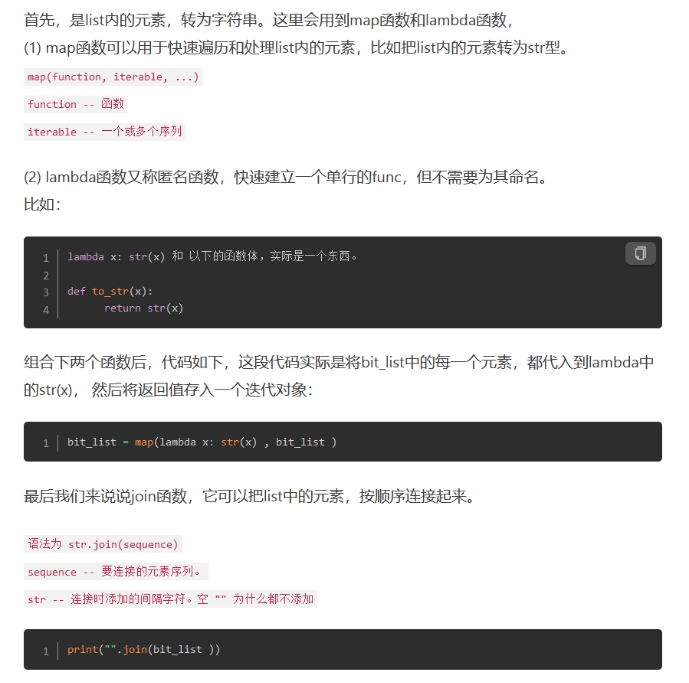 首先，是list内的元素，转为字符串。这里会用到map函数和lambda函数，
(1) map函数可以用于快速遍历和处理list内的元素，比如把list内的元素转为str型。
map(function, iterable, ...)
function -- 函数
iterable -- 一个或多个序列
(2) lambda函数又称匿名函数，快速建立一个单行的func，但不需要为其命名。
比如：
1 lambda x: str(x) 和 以下的函数体，实际是一个东西。
2
3 def to_str(x):
4 return str(x)
组合下两个函数后，代码如下，这段代码实际是将bit_list中的每一个元素，都代入到lambda中
的str(x)， 然后将返回值存入一个迭代对象：
1 bit_list = map(lambda x: str(x) , bit_list )
最后我们来说说join函数，它可以把list中的元素，按顺序连接起来。
语法为 str.join(sequence)
sequence -- 要连接的元素序列。
str -- 连接时添加的间隔字符。空 "" 为什么都不添加
1 print("".join(bit_list ))